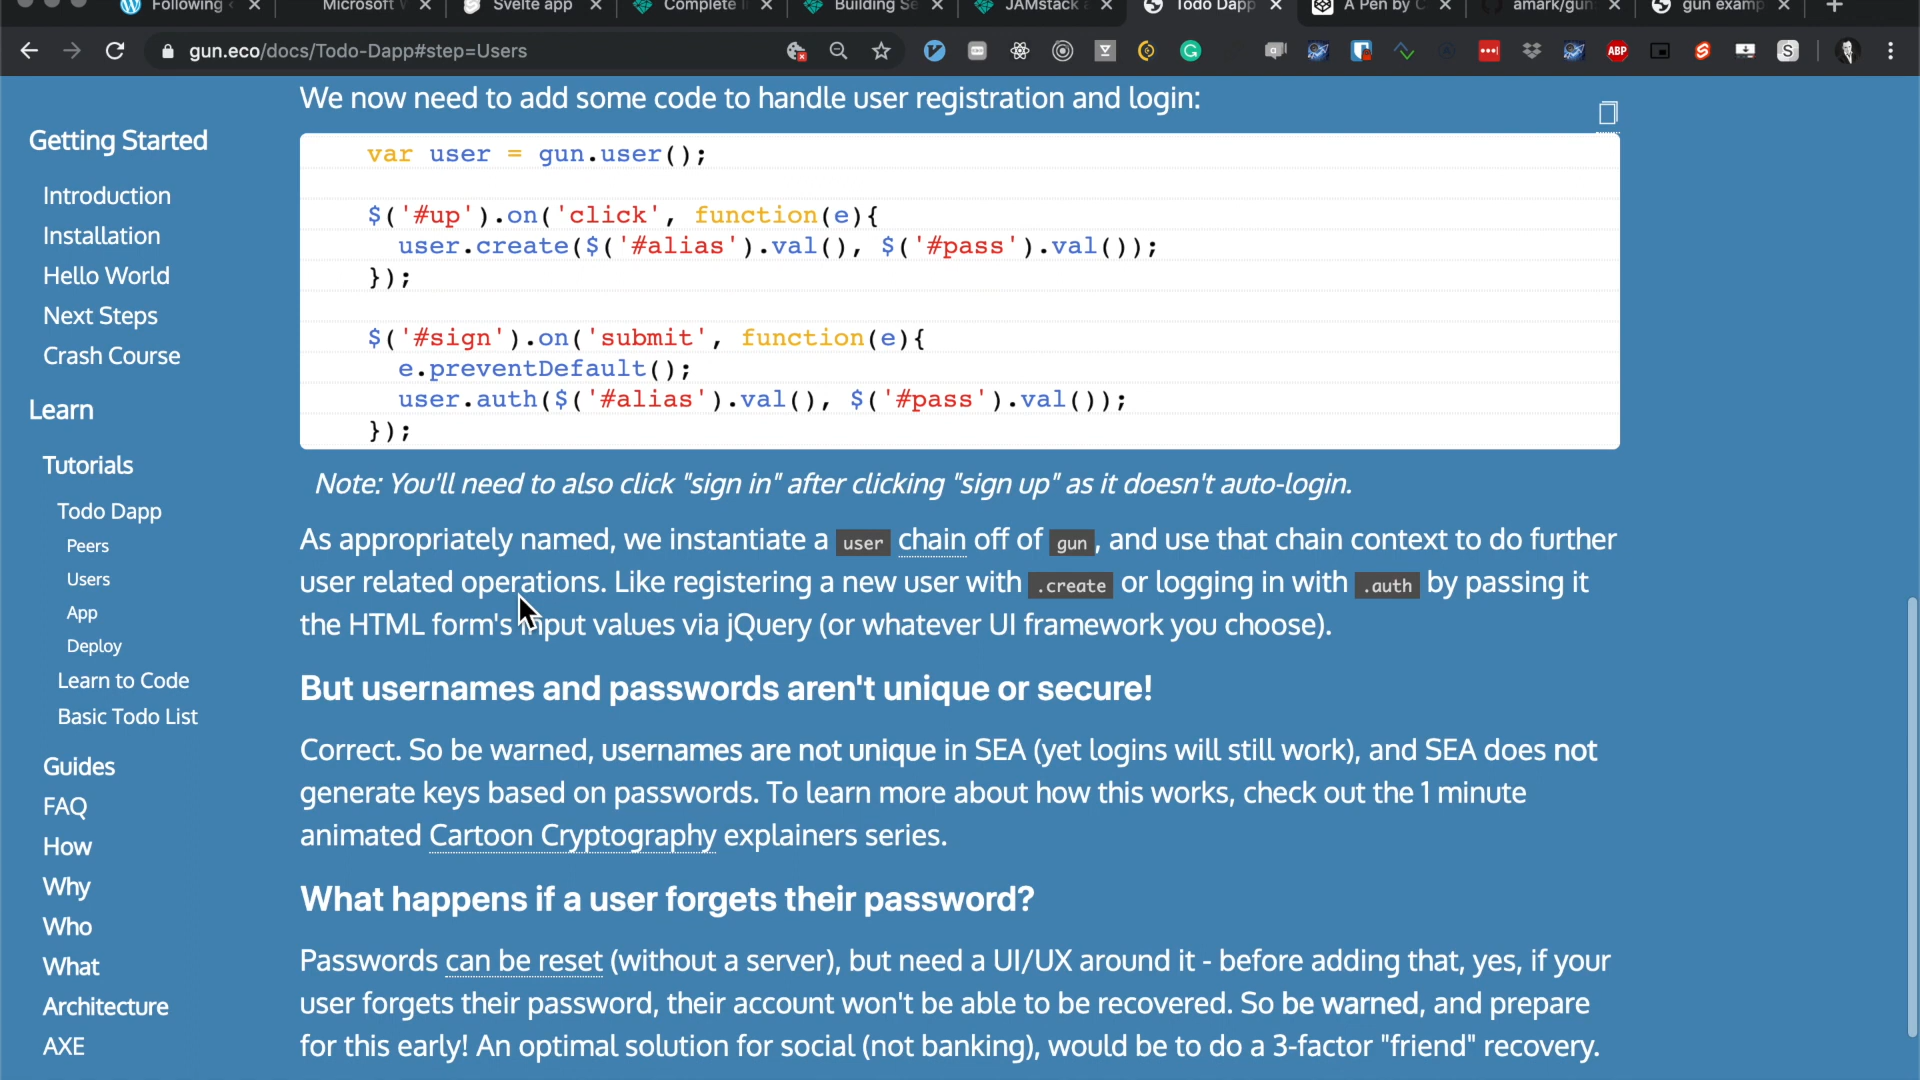 Following
Microsoft
Svelte app
Complete
Building Se
JAMstack
Todo Dapp
A Pen by C
amark/gun
gun examp
gun.eco/docs/Todo-Dapp#step=Users
ABP
We now need to add some code to handle user registration and login:
var user = gun.user();
$('#up').on('click', function(e){
user.create($('#alias').val(), $('#pass').val());
});
$('#sign').on('submit', function(e){
e.preventDefault();
user.auth($('#alias').val(), $('#pass').val());
});
Note: You'll need to also click "sign in" after clicking "sign up" as it doesn't auto-login.
As appropriately named, we instantiate a user chain off of gun, and use that chain context to do further
user related operations. Like registering a new user with .create or logging in with .auth by passing it
the HTML form's input values via jQuery (or whatever UI framework you choose).
But usernames and passwords aren't unique or secure!
Correct. So be warned, usernames are not unique in SEA (yet logins will still work), and SEA does not
generate keys based on passwords. To learn more about how this works, check out the 1 minute
animated Cartoon Cryptography explainers series.
What happens if a user forgets their password?
Passwords can be reset (without a server), but need a UI/UX around it - before adding that, yes, if your
user forgets their password, their account won't be able to be recovered. So be warned, and prepare
for this early! An optimal solution for social (not banking), would be to do a 3-factor "friend" recovery.
Getting Started
Introduction
Installation
Hello World
Next Steps
Crash Course
Learn
Tutorials
Todo Dapp
Peers
Users
App
Deploy
Learn to Code
Basic Todo List
Guides
FAQ
How
Why
Who
What
Architecture
AXE